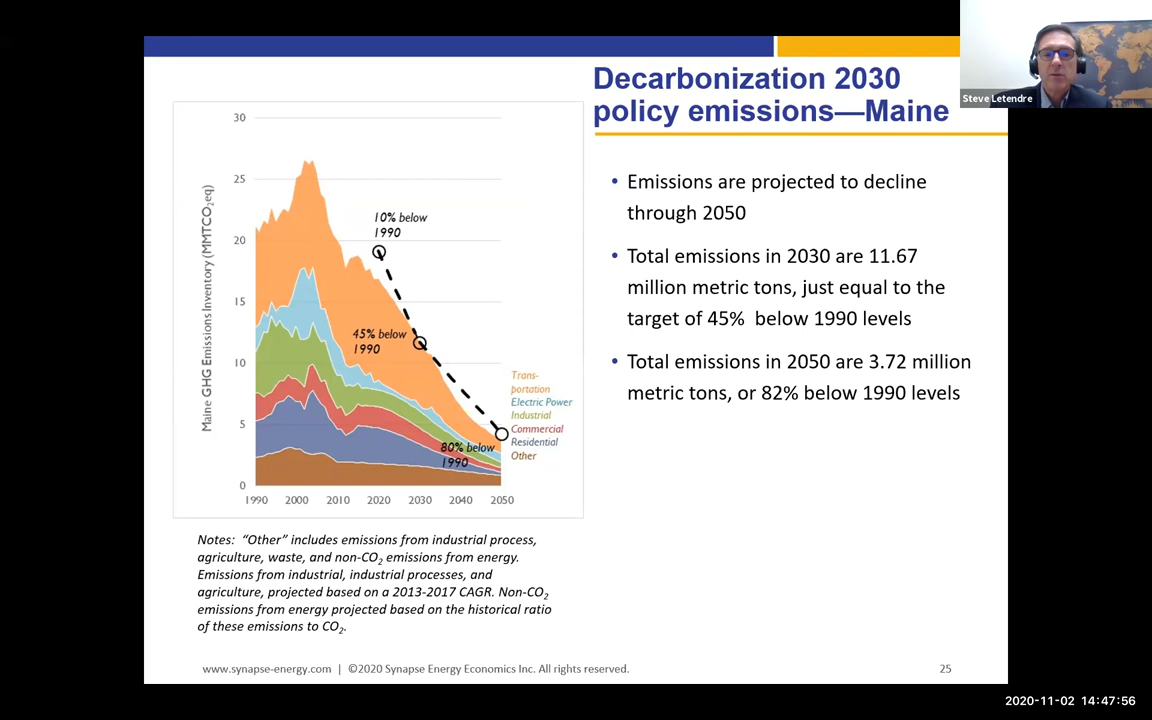 Decarbonization 2030
policy emissions—Maine
Steve Letendre
Maine GHG Emissions Inventory (MMTCO2eq)
30
25
20
15
10
5
0
1990 2000 2010 2020 2030 2040 2050
10% below
1990
45% below
1990
80% below
1990
Trans-
portation
Electric Power
Industrial
Commercial
Residential
Other
• Emissions are projected to decline
through 2050
• Total emissions in 2030 are 11.67
million metric tons, just equal to the
target of 45% below 1990 levels
• Total emissions in 2050 are 3.72 million
metric tons, or 82% below 1990 levels
Notes: “Other” includes emissions from industrial process,
agriculture, waste, and non-CO2 emissions from energy.
Emissions from industrial, industrial processes, and
agriculture, projected based on a 2013-2017 CAGR. Non-CO2
emissions from energy projected based on the historical ratio
of these emissions to CO2.
www.synapse-energy.com | ©2020 Synapse Energy Economics Inc. All rights reserved.
25
2020-11-02 14:47:56